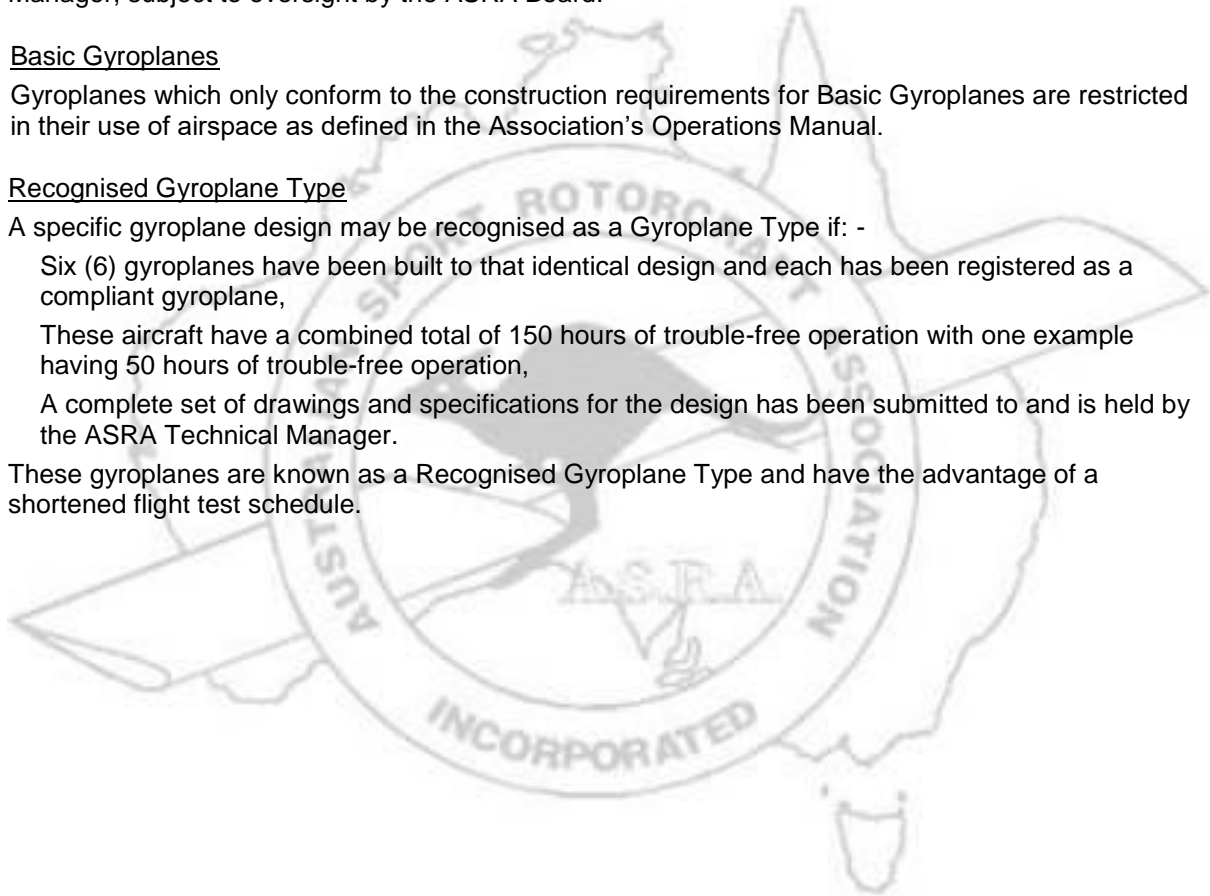 Manager, subject to oversight by the ASRA Board.
Basic Gyroplanes
Gyroplanes which only conform to the construction requirements for Basic Gyroplanes are restricted
in their use of airspace as defined in the Association's Operations Manual.
Recognised Gyroplane Type
A specific gyroplane design may be recognised as a Gyroplane Type if: -
Six (6) gyroplanes have been built to that identical design and each has been registered as a
compliant gyroplane,
These aircraft have a combined total of 150 hours of trouble-free operation with one example
having 50 hours of trouble-free operation,
A complete set of drawings and specifications for the design has been submitted to and is held by
the ASRA Technical Manager.
These gyroplanes are known as a Recognised Gyroplane Type and have the advantage of a
shortened flight test schedule.
AUSTRALIAN SPORT ROTORCRAFT ASSOCIATION
A.S.R.A.
INCORPORATED